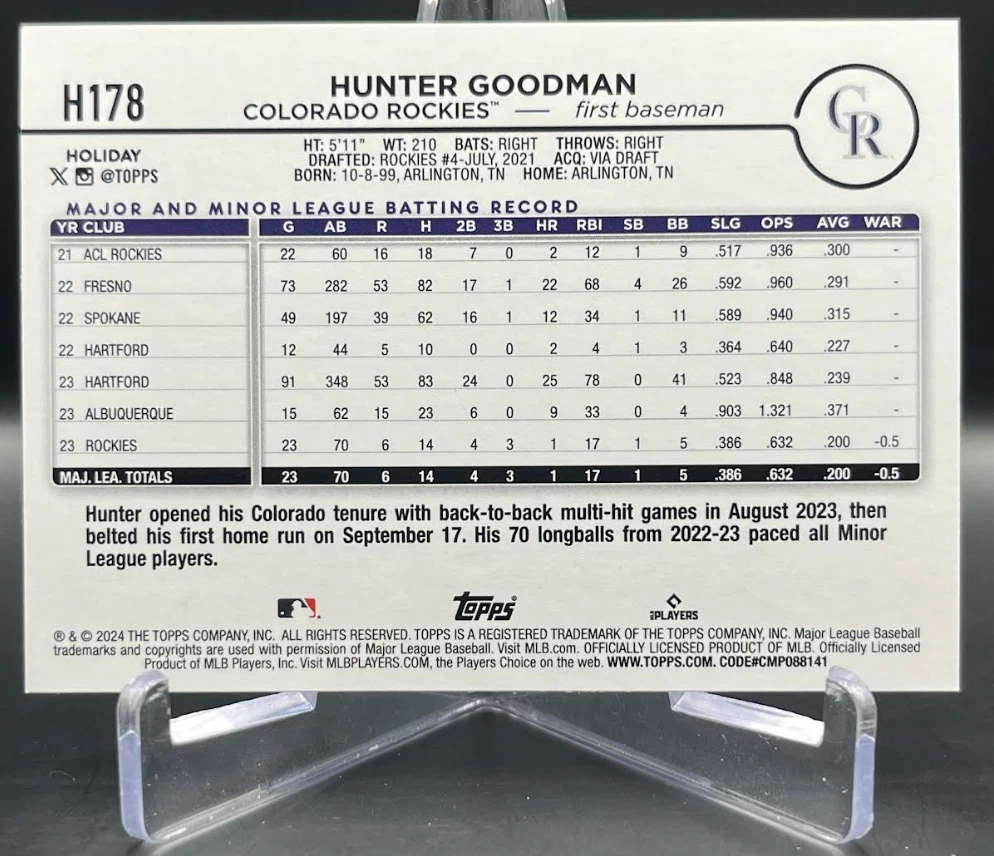 H178
HUNTER GOODMAN
COLORADO ROCKIES™ — first baseman
CR
HOLIDAY
X @TOPPS
HT: 5'11" WT: 210 BATS: RIGHT THROWS: RIGHT
DRAFTED: ROCKIES #4-JULY, 2021 ACQ: VIA DRAFT
BORN: 10-8-99, ARLINGTON, TN HOME: ARLINGTON, TN
MAJOR AND MINOR LEAGUE BATTING RECORD
YR CLUB G AB R H 2B 3B HR RBI SB BB SLG OPS AVG WAR
21 ACL ROCKIES 22 60 16 18 7 0 2 12 1 9 .517 .936 .300 -
22 FRESNO 73 282 53 82 17 1 22 68 4 26 .592 .960 .291 -
22 SPOKANE 49 197 39 62 16 1 12 34 1 11 .589 .940 .315 -
22 HARTFORD 12 44 5 10 0 0 2 4 1 3 .364 .640 .227 -
23 HARTFORD 91 348 53 83 24 0 25 78 0 41 .523 .848 .239 -
23 ALBUQUERQUE 15 62 15 23 6 0 9 33 0 4 .903 1.321 .371 -
23 ROCKIES 23 70 6 14 4 3 1 17 1 5 .386 .632 .200 -0.5
MAJ. LEA. TOTALS 23 70 6 14 4 3 1 17 1 5 .386 .632 .200 -0.5
Hunter opened his Colorado tenure with back-to-back multi-hit games in August 2023, then
belted his first home run on September 17. His 70 longballs from 2022-23 paced all Minor
League players.
Topps®
PLAYERS
® & © 2024 THE TOPPS COMPANY, INC. ALL RIGHTS RESERVED. TOPPS IS A REGISTERED TRADEMARK OF THE TOPPS COMPANY, INC. Major League Baseball
trademarks and copyrights are used with permission of Major League Baseball. Visit MLB.com. OFFICIALLY LICENSED PRODUCT OF MLB. Officially Licensed
Product of MLB Players, Inc. Visit MLBPLAYERS.COM, the Players Choice on the web. WWW.TOPPS.COM. CODE#CMP088141